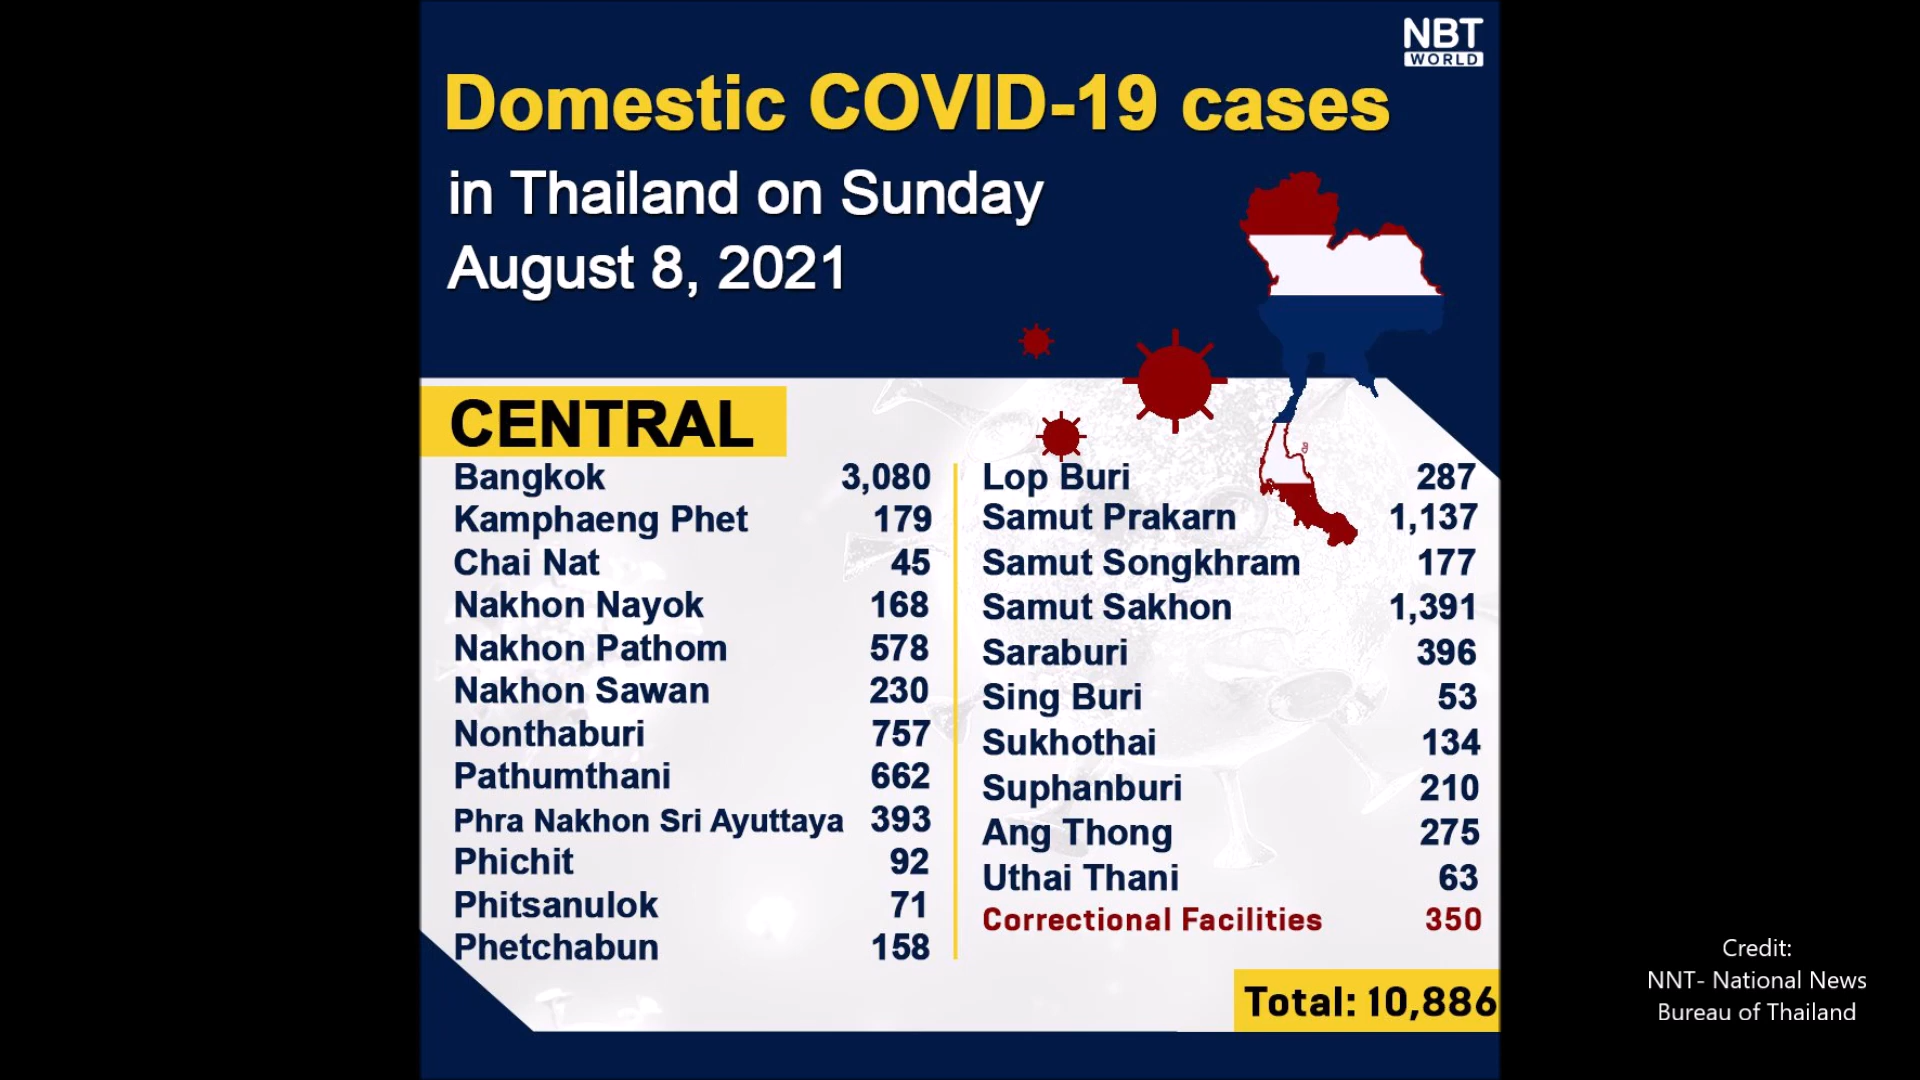 NBT
WORLD
Domestic COVID-19 cases
in Thailand on Sunday
August 8, 2021
CENTRAL
Bangkok 3,080
Kamphaeng Phet 179
Chai Nat 45
Nakhon Nayok 168
Nakhon Pathom 578
Nakhon Sawan 230
Nonthaburi 757
Pathumthani 662
Phra Nakhon Sri Ayuttaya 393
Phichit 92
Phitsanulok 71
Phetchabun 158
Lop Buri 287
Samut Prakarn 1,137
Samut Songkhram 177
Samut Sakhon 1,391
Saraburi 396
Sing Buri 53
Sukhothai 134
Suphanburi 210
Ang Thong 275
Uthai Thani 63
Correctional Facilities 350
Total: 10,886
Credit:
NNT- National News
Bureau of Thailand